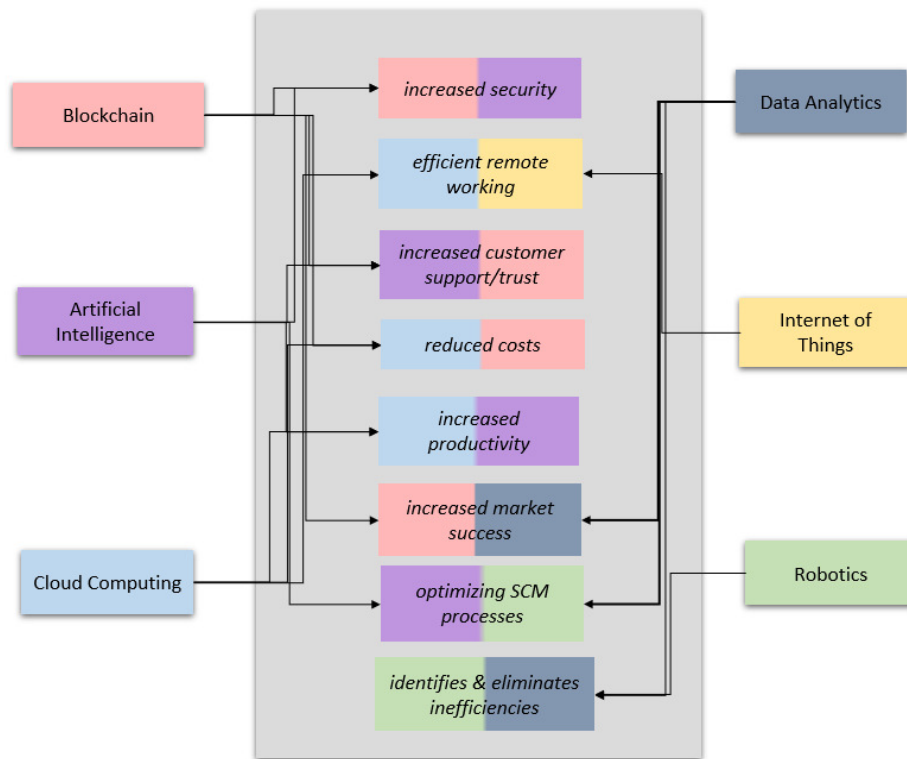 Blockchain
Artificial
Intelligence
Cloud Computing
increased security
efficient remote
working
increased customer
support/trust
reduced costs
increased
productivity
increased market
success
optimizing SCM
processes
identifies & eliminates
inefficiencies
Data Analytics
Internet of
Things
Robotics